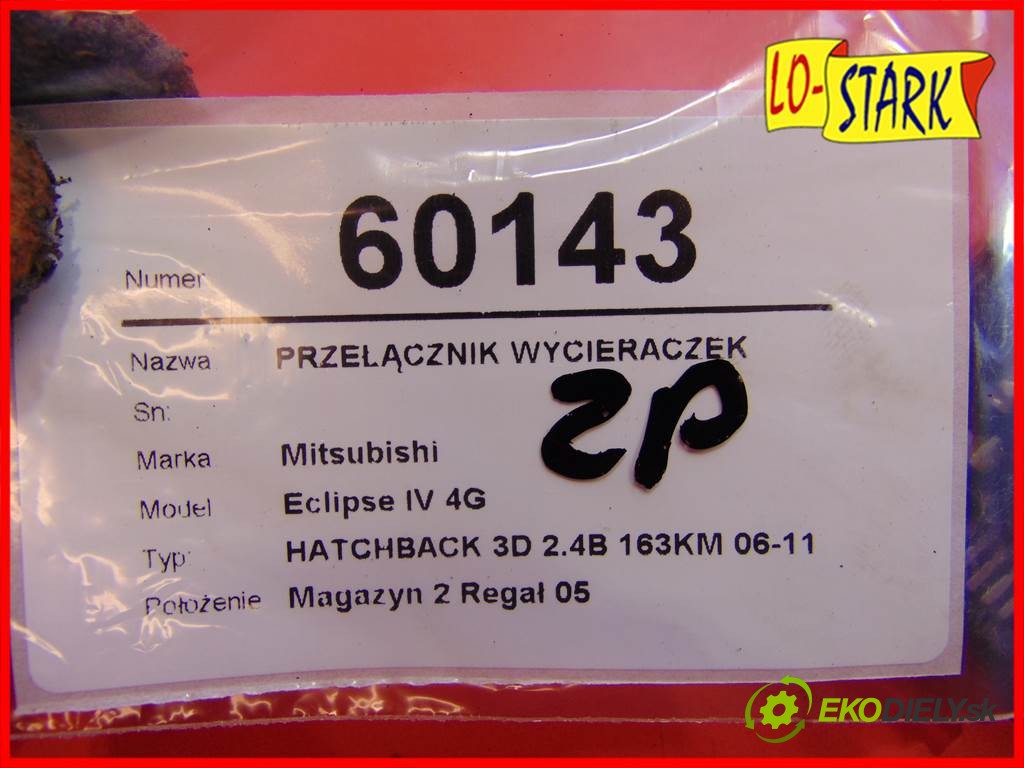 LO-STARK
Numer 60143
Nazwa PRZEŁĄCZNIK WYCIERACZEK
ZP
Sn:
Marka Mitsubishi
Model Eclipse IV 4G
Typ: HATCHBACK 3D 2.4B 163KM 06-11
Położenie Magazyn 2 Regał 05
EKODIELY.sk